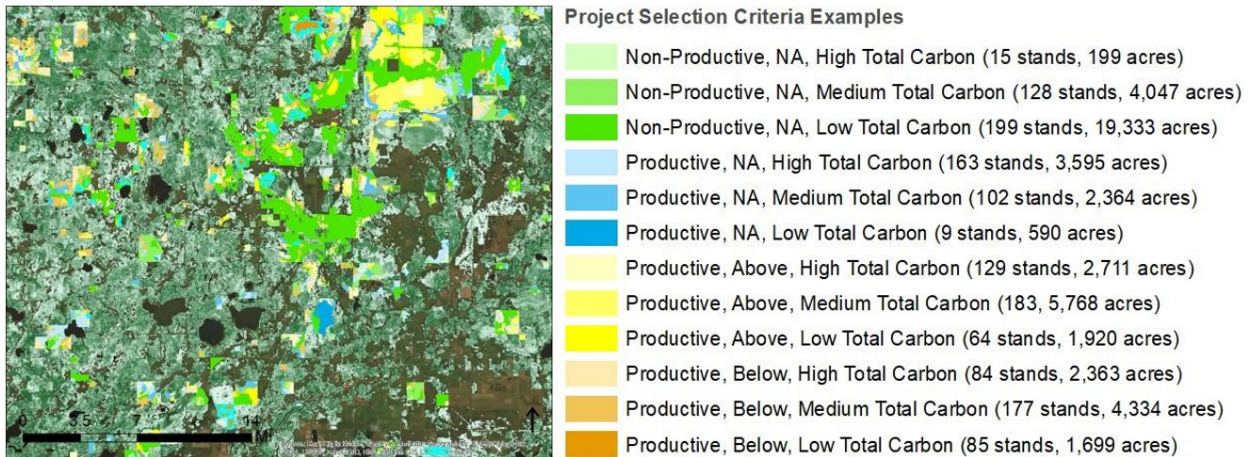 Project Selection Criteria Examples
Non-Productive, NA, High Total Carbon (15 stands, 199 acres)
Non-Productive, NA, Medium Total Carbon (128 stands, 4,047 acres)
Non-Productive, NA, Low Total Carbon (199 stands, 19,333 acres)
Productive, NA, High Total Carbon (163 stands, 3,595 acres)
Productive, NA, Medium Total Carbon (102 stands, 2,364 acres)
Productive, NA, Low Total Carbon (9 stands, 590 acres)
Productive, Above, High Total Carbon (129 stands, 2,711 acres)
Productive, Above, Medium Total Carbon (183, 5,768 acres)
Productive, Above, Low Total Carbon (64 stands, 1,920 acres)
Productive, Below, High Total Carbon (84 stands, 2,363 acres)
Productive, Below, Medium Total Carbon (177 stands, 4,334 acres)
Productive, Below, Low Total Carbon (85 stands, 1,699 acres)
0 3.5 7 14
Mi